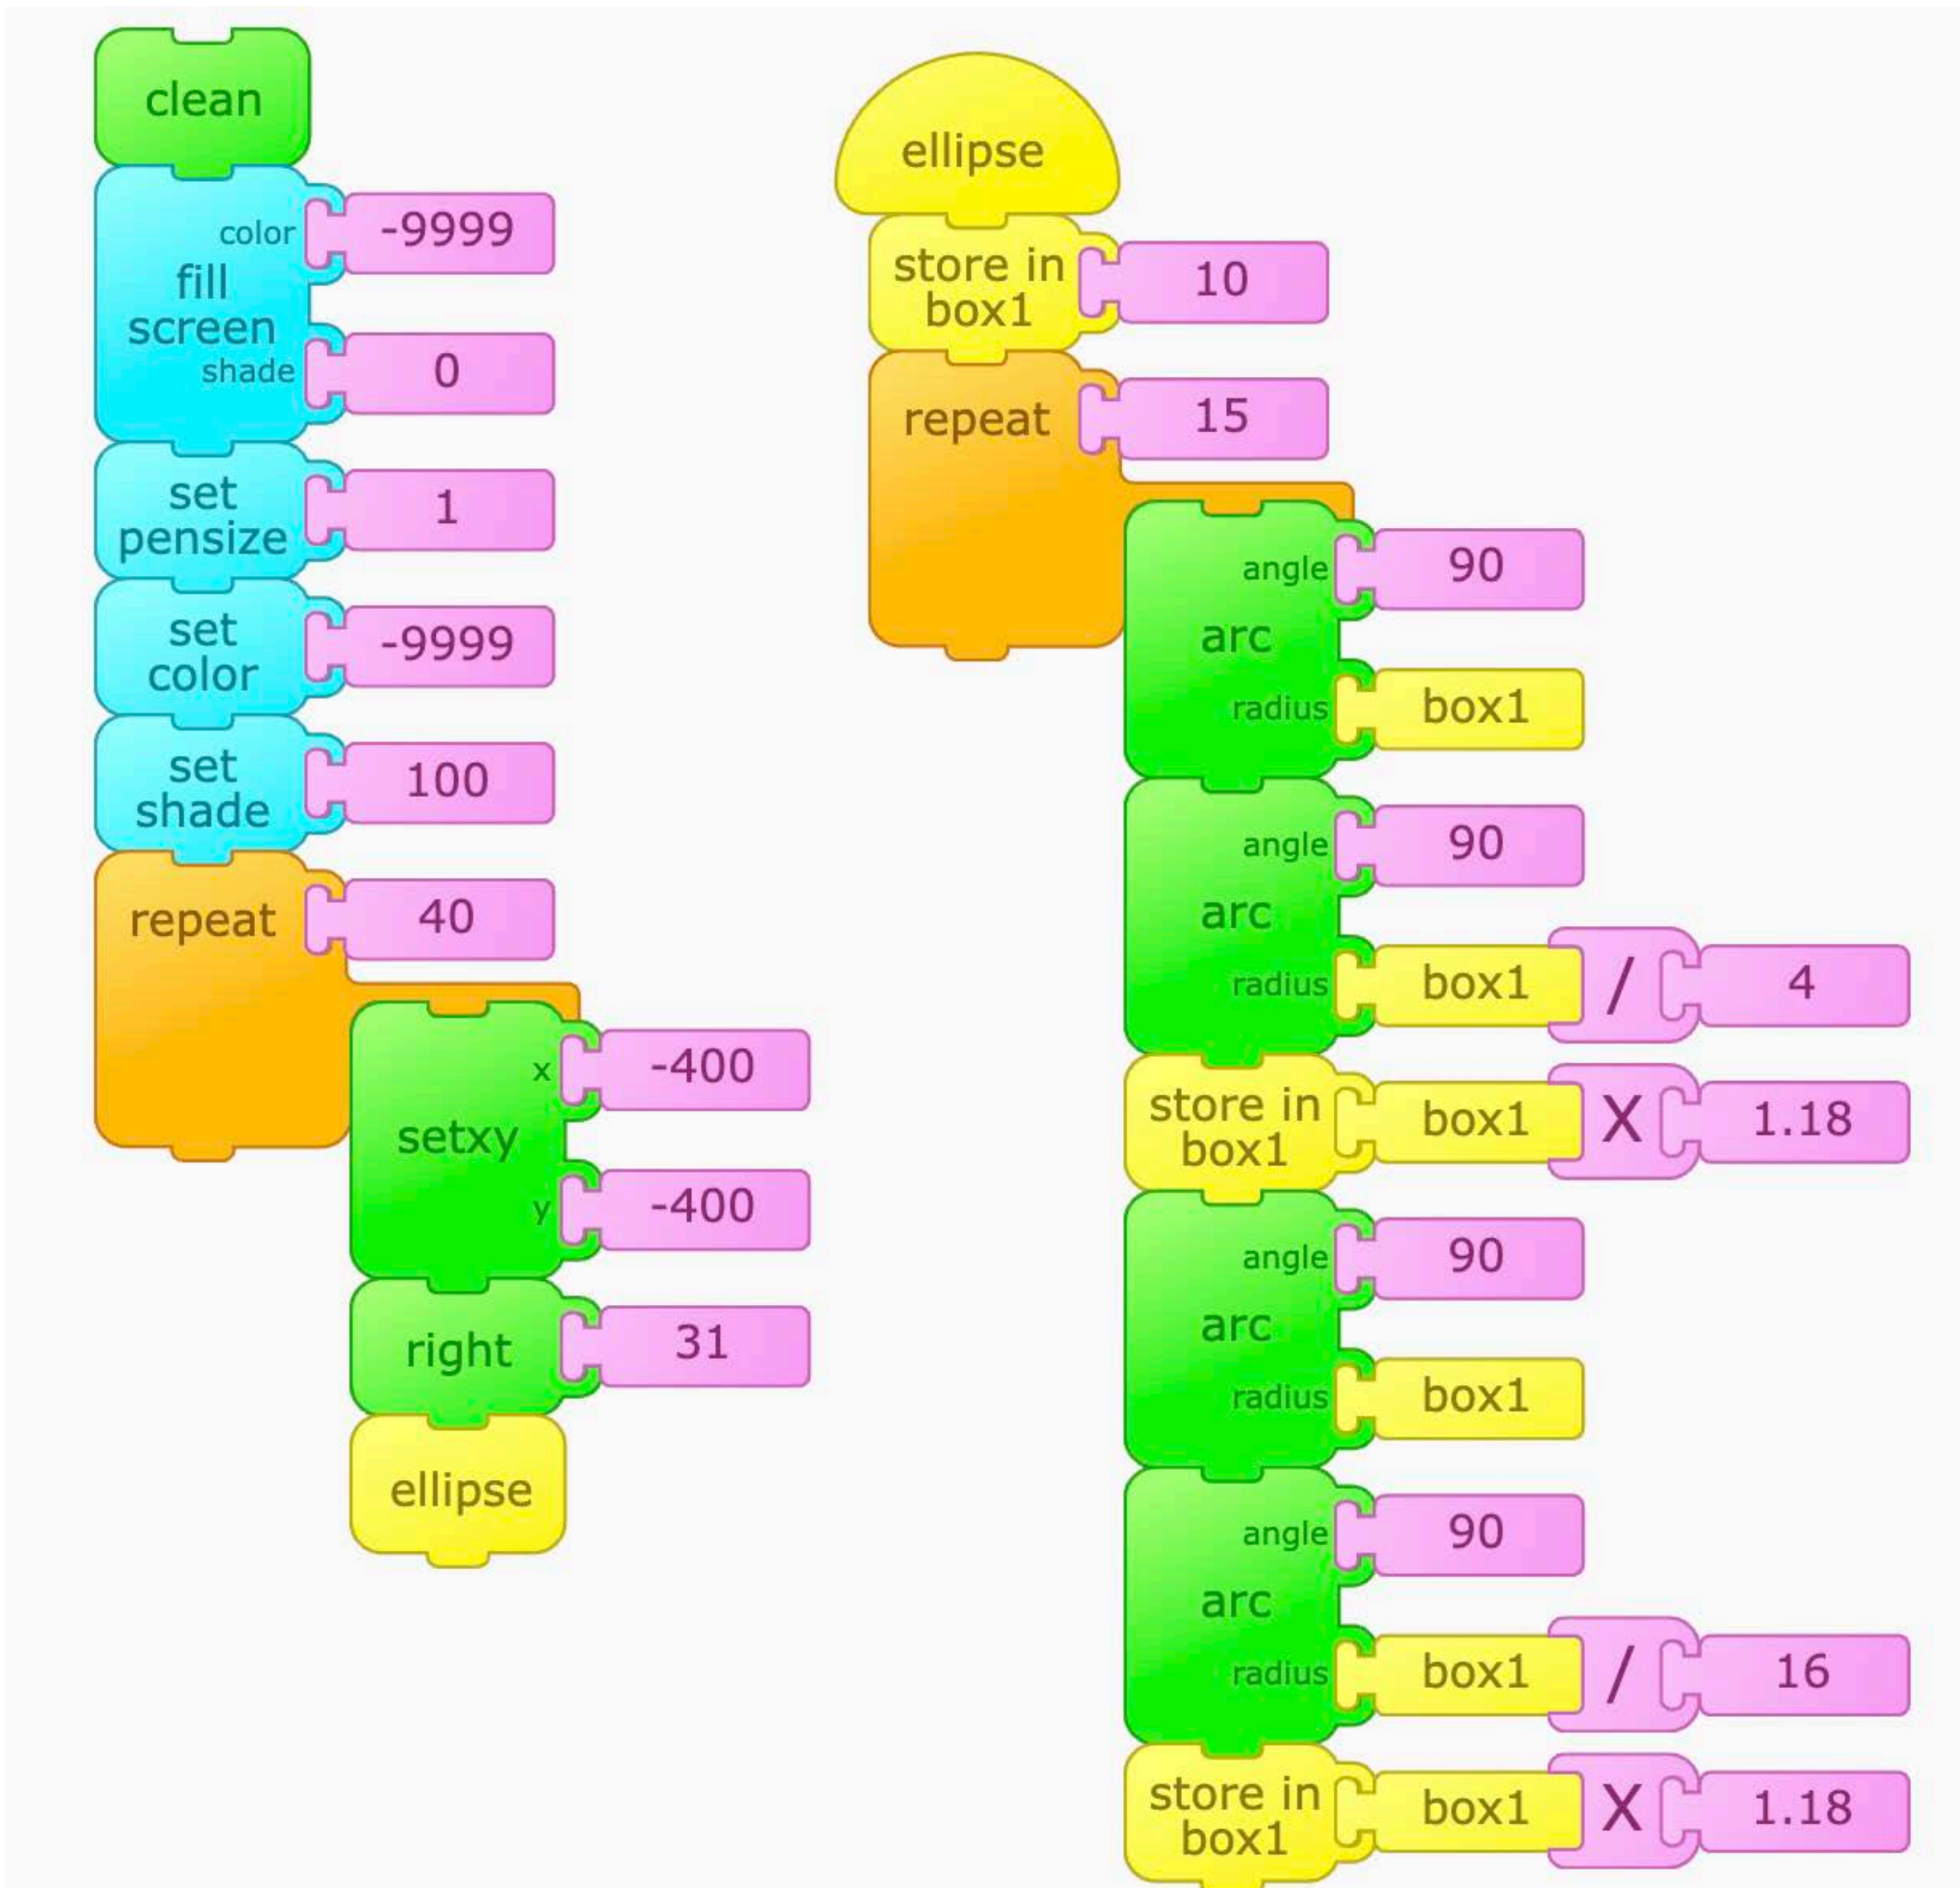 clean
color
-9999
fill
screen
shade
0
set
pensize
1
set
color
-9999
set
shade
100
repeat
40
x
-400
setxy
y
-400
right
31
ellipse
ellipse
store in
box1
10
repeat
15
angle
90
arc
radius
box1
angle
90
arc
radius
box1 / 4
store in
box1
box1 X 1.18
angle
90
arc
radius
box1
angle
90
arc
radius
box1 / 16
store in
box1
box1 X 1.18